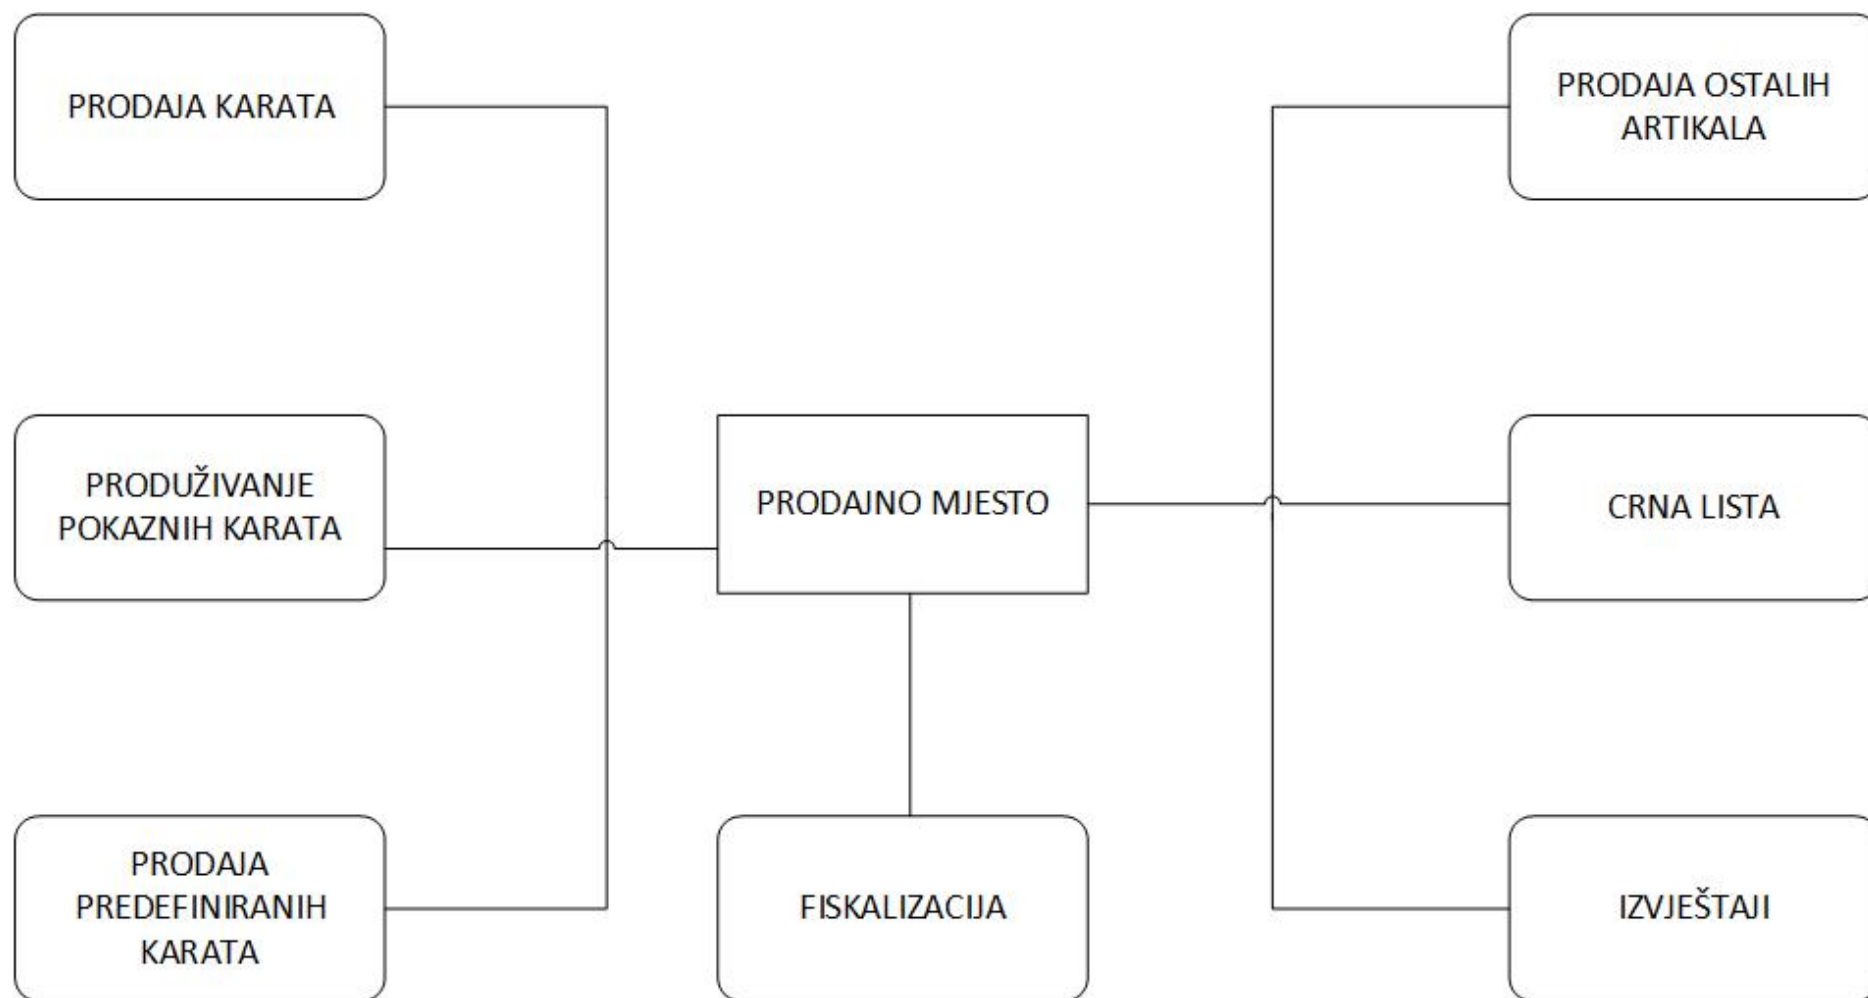 PRODAJA KARATA
PRODAJA OSTALIH
ARTIKALA
PRODUŽIVANJE
POKAZNIH KARATA
PRODAJNO MJESTO
CRNA LISTA
PRODAJA
PREDEFINIRANIH
KARATA
FISKALIZACIJA
IZVJEŠTAJI